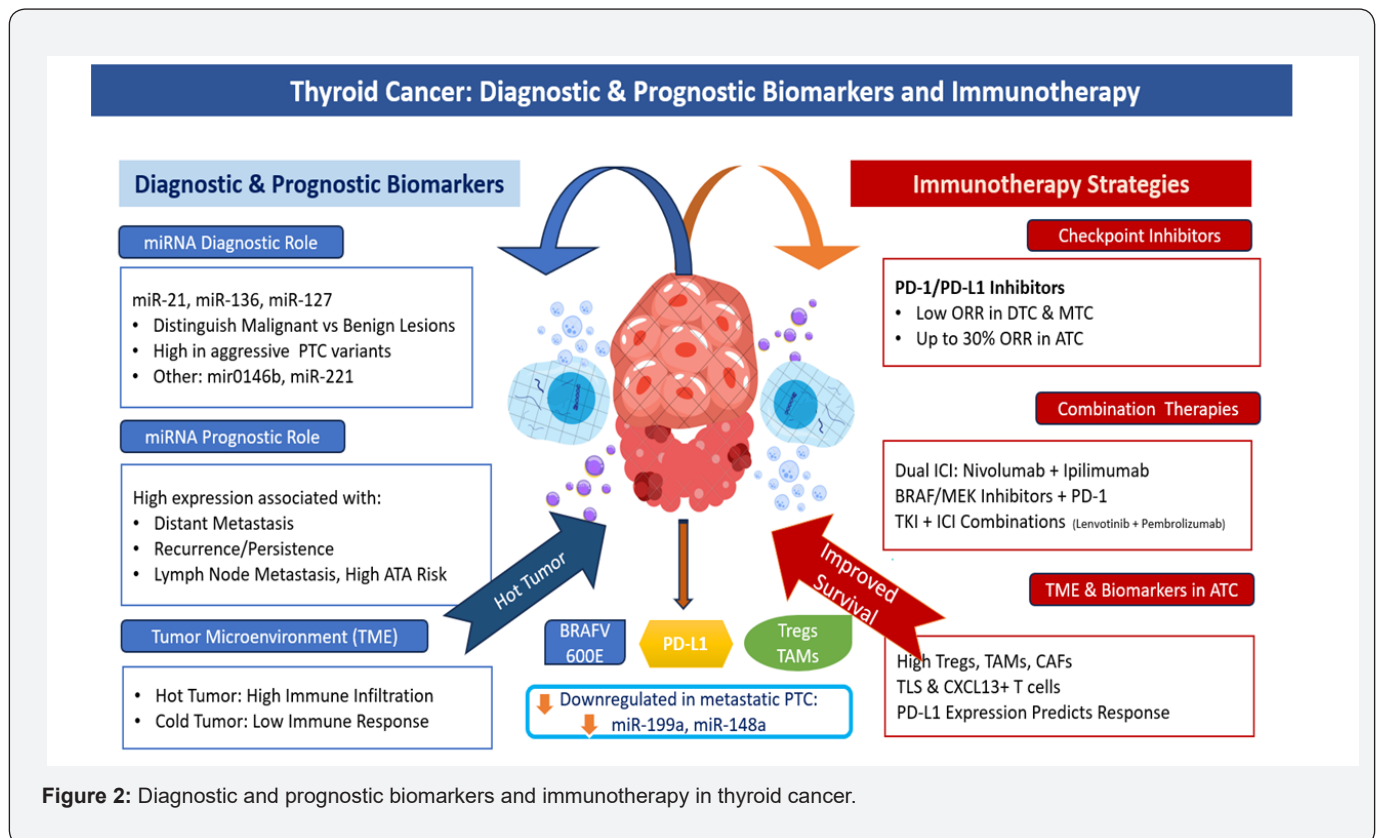 Thyroid Cancer: Diagnostic & Prognostic Biomarkers and Immunotherapy
Diagnostic & Prognostic Biomarkers
miRNA Diagnostic Role
miR-21, miR-136, miR-127
• Distinguish Malignant vs Benign Lesions
• High in aggressive PTC variants
• Other: mir0146b, miR-221
miRNA Prognostic Role
High expression associated with:
• Distant Metastasis
• Recurrence/Persistence
• Lymph Node Metastasis, High ATA Risk
Tumor Microenvironment (TME)
• Hot Tumor: High Immune Infiltration
• Cold Tumor: Low Immune Response
Hot Tumor
BRAFV
600E
PD-L1
Tregs
TAMs
Downregulated in metastatic PTC:
miR-199a, miR-148a
Improved
Survival
Immunotherapy Strategies
Checkpoint Inhibitors
PD-1/PD-L1 Inhibitors
• Low ORR in DTC & MTC
• Up to 30% ORR in ATC
Combination Therapies
Dual ICI: Nivolumab + Ipilimumab
BRAF/MEK Inhibitors + PD-1
TKI + ICI Combinations (Lenvotinib + Pembrolizumab)
TME & Biomarkers in ATC
High Tregs, TAMs, CAFs
TLS & CXCL13+ T cells
PD-L1 Expression Predicts Response
Figure 2: Diagnostic and prognostic biomarkers and immunotherapy in thyroid cancer.